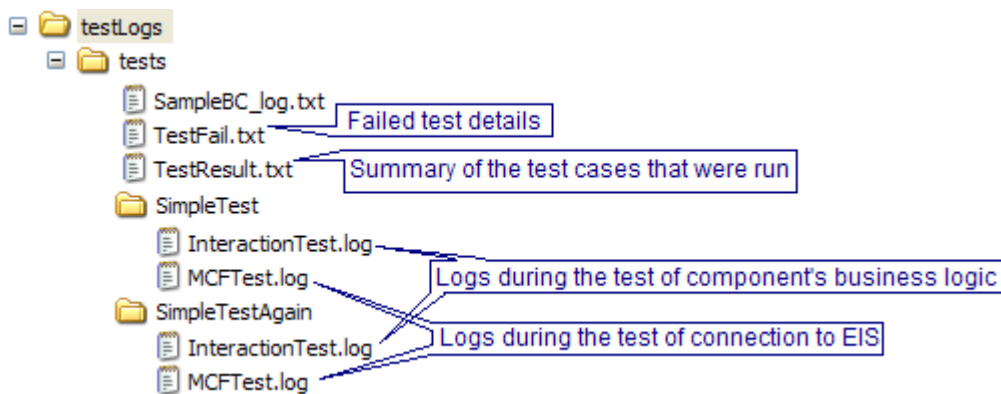 testLogs
tests
SampleBC_log.txt
Failed test details
TestFail.txt
TestResult.txt
Summary of the test cases that were run
SimpleTest
InteractionTest.log
MCFTest.log
Logs during the test of component's business logic
SimpleTestAgain
Logs during the test of connection to EIS
InteractionTest.log
MCFTest.log